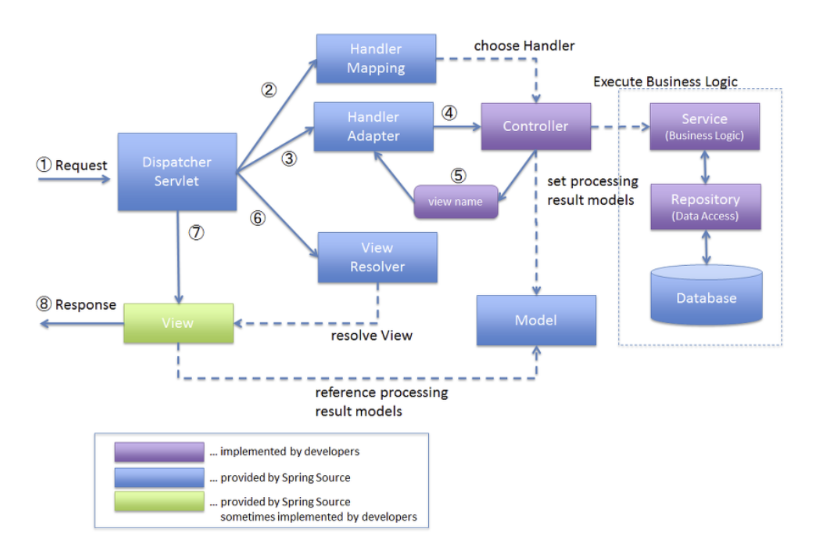 Handler
Mapping
choose Handler
②
Execute Business Logic
Handler
Adapter
④
Controller
Service
(Business Logic)
① Request
Dispatcher
Servlet
③
⑤
view name
set processing
result models
Repository
(Data Access)
⑥
⑦
View
Resolver
⑧ Response
View
resolve View
Model
Database
reference processing
result models
... implemented by developers
... provided by Spring Source
... provided by Spring Source
sometimes implemented by developers